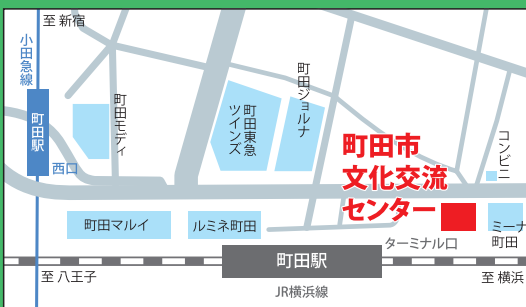 至 新宿
小田急線
町田駅
西口
町田モディ
町田東急
ツインズ
町田ジョルナ
町田市
文化交流
センター
コンビニ
町田マルイ
ルミネ町田
ミーナ
町田
ターミナル口
町田駅
至 八王子
至 横浜
JR横浜線